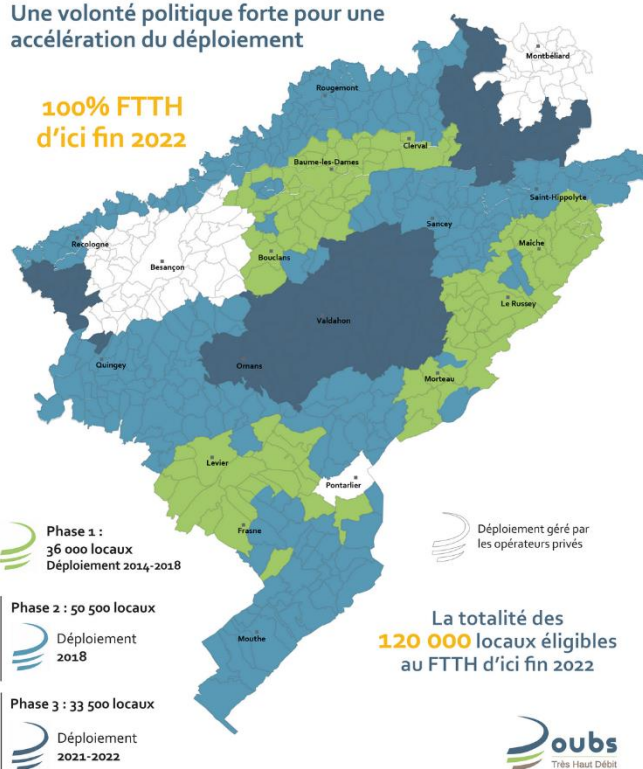 Une volonté politique forte pour une
accélération du déploiement
100% FTTH
d'ici fin 2022
Montbéliard
Rougemont
Clerval
Baume-les-Dames
Saint-Hippolyte
Sancey
Recologne
Maîche
Besançon
Bouclans
Le Russey
Valdahon
Quingey
Ornans
Morteau
Levier
Pontarlier
Frasne
Mouthe
Phase 1 :
36 000 locaux
Déploiement 2014-2018
Déploiement géré par
les opérateurs privés
Phase 2 : 50 500 locaux
Déploiement
2018
La totalité des
120 000 locaux éligibles
au FTTH d'ici fin 2022
Phase 3 : 33 500 locaux
Déploiement
2021-2022
Doubs
Très Haut Débit